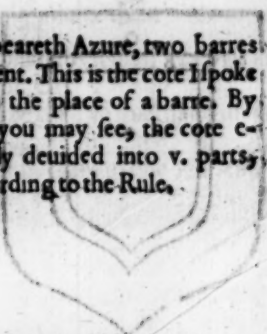 eareth Azure, two barres
ent. This is the cote I ſpoke
the place of a barre. By
you may ſee, the cote e-
y deuided into v. parts,
rding to the Rule.